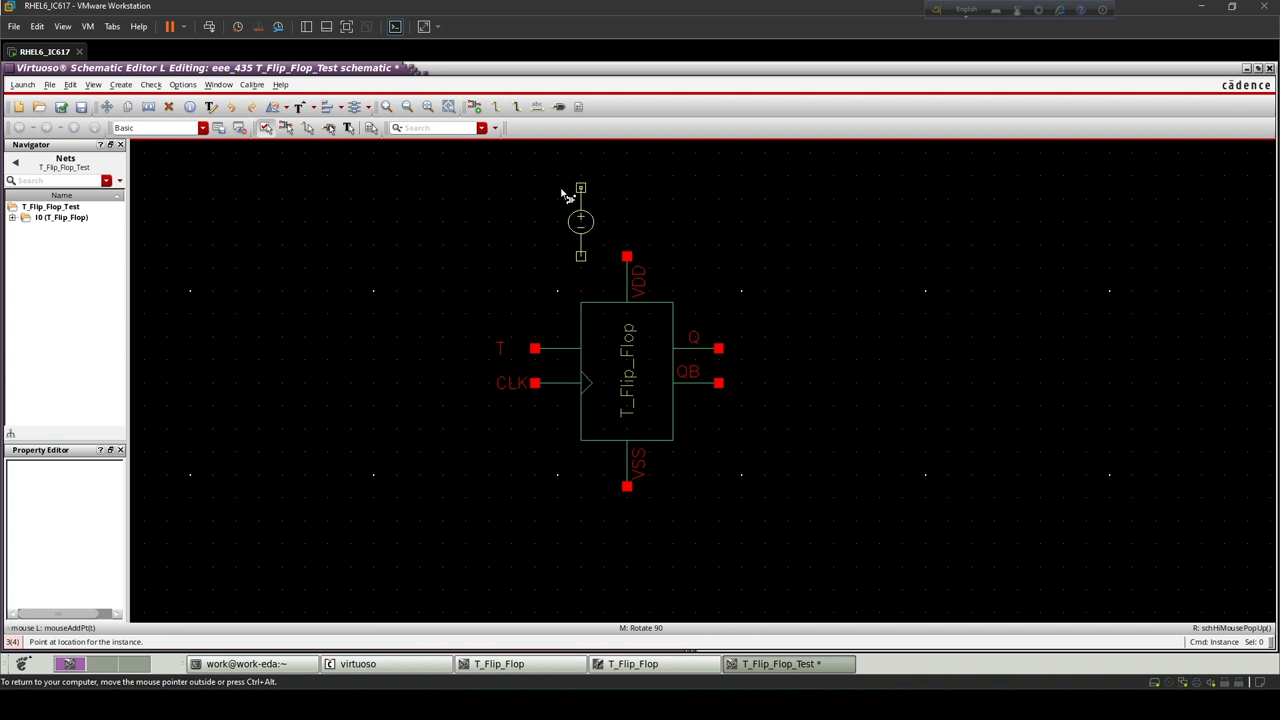 RHEL6_IC617 - VMware Workstation
English
File Edit View VM Tabs Help
RHEL6_IC617
Virtuoso® Schematic Editor L Editing: eee_435 T_Flip_Flop_Test schematic *
Launch File Edit View Create Check Options Window Calibre Help
cādence
Basic
Search
Navigator
Nets
T_Flip_Flop_Test
Search
Name
T_Flip_Flop_Test
I0 (T_Flip_Flop)
Property Editor
VDD
T_Flip_Flop
T
CLK
Q
QB
VSS
mouse L: mouseAddPt(t)
M: Rotate 90
R: schHiMousePopUp()
3(4) Point at location for the instance.
Cmd: Instance Sel: 0
work@work-eda:~
virtuoso
T_Flip_Flop
T_Flip_Flop
T_Flip_Flop_Test *
To return to your computer, move the mouse pointer outside or press Ctrl+Alt.